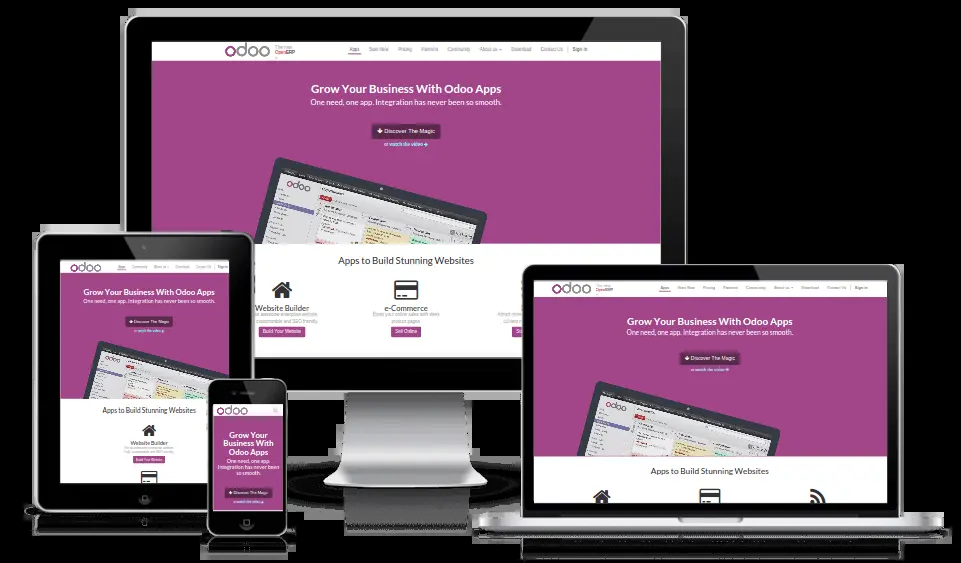 odoo
The new
OpenERP
Apps Start Now Pricing Partners Community About us Download Contact Us Sign in
Grow Your Business With Odoo Apps
One need, one app. Integration has never been so smooth.
Discover The Magic
or watch the video
odoo
Apps to Build Stunning Websites
Website Builder
e-Commerce
Build Your Website
Sell Online
odoo
Apps Community About us Download Contact Us Sign in
Grow Your Business With Odoo Apps
One need, one app. Integration has never been so smooth.
Discover The Magic
or watch the video
odoo
Apps to Build Stunning Websites
Website Builder
Build Your Website
odoo
Grow Your
Business With
Odoo Apps
One need, one app.
Integration has never been
so smooth.
Discover The Magic
or watch the video
odoo
The new
OpenERP
Apps Start Now Pricing Partners Community About us Download Contact Us Sign in
Grow Your Business With Odoo Apps
One need, one app. Integration has never been so smooth.
Discover The Magic
or watch the video
odoo
Apps to Build Stunning Websites